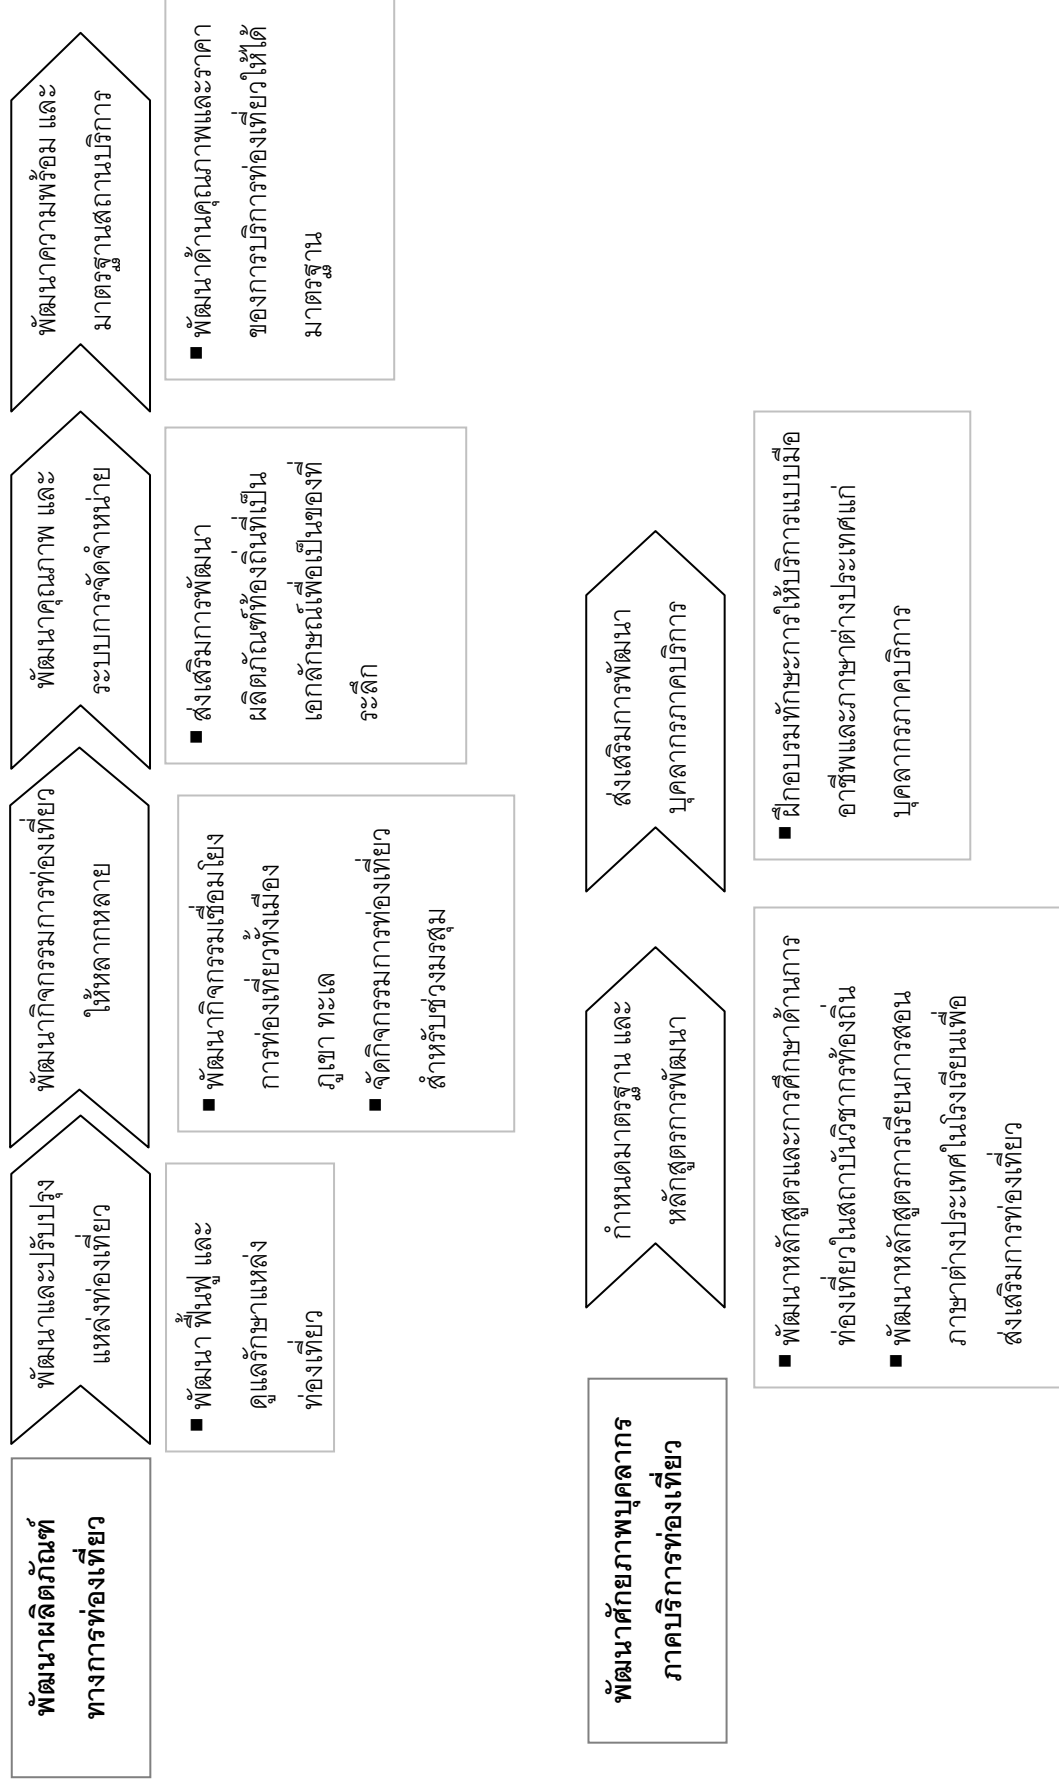 พัฒนาผลิตภัณฑ์
ทางการท่องเที่ยว
พัฒนาและปรับปรุง
แหล่งท่องเที่ยว
■ พัฒนา ฟื้นฟู และ
ดูแลรักษาแหล่ง
ท่องเที่ยว
พัฒนากิจกรรมการท่องเที่ยว
ให้หลากหลาย
■ พัฒนากิจกรรมเชื่อมโยง
การท่องเที่ยวทั้งเมือง
ภูเขา ทะเล
■ จัดกิจกรรมการท่องเที่ยว
สำหรับช่วงมรสุม
พัฒนาคุณภาพ และ
ระบบการจัดจำหน่าย
■ ส่งเสริมการพัฒนา
ผลิตภัณฑ์ท้องถิ่นที่เป็น
เอกลักษณ์เพื่อเป็นของที่
ระลึก
พัฒนาความพร้อม และ
มาตรฐานสถานบริการ
■ พัฒนาด้านคุณภาพและราคา
ของการบริการท่องเที่ยวให้ได้
มาตรฐาน
พัฒนาศักยภาพบุคลากร
ภาคบริการท่องเที่ยว
กำหนดมาตรฐาน และ
หลักสูตรการพัฒนา
■ พัฒนาหลักสูตรและการศึกษาด้านการ
ท่องเที่ยวในสถาบันวิชาการท้องถิ่น
■ พัฒนาหลักสูตรการเรียนการสอน
ภาษาต่างประเทศในโรงเรียนเพื่อ
ส่งเสริมการท่องเที่ยว
ส่งเสริมการพัฒนา
บุคลากรภาคบริการ
■ ฝึกอบรมทักษะการให้บริการแบบมือ
อาชีพและภาษาต่างประเทศแก่
บุคลากรภาคบริการ